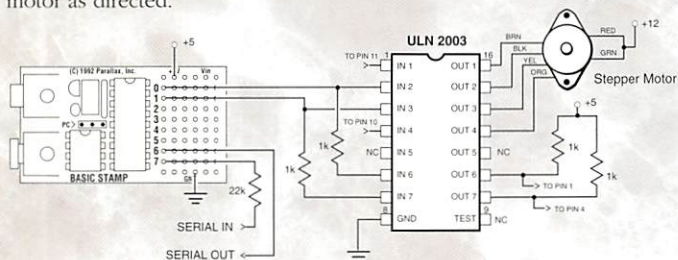 motor as directed.
+5
(C) 1992 Parallax, Inc.
+ / Vin
0
1
2
3
4
5
6
7
PC>
BASIC STAMP
22k
SERIAL IN >
SERIAL OUT <
1k
1k
ULN 2003
TO PIN 11
1
16
IN 1
OUT 1
IN 2
OUT 2
IN 3
OUT 3
TO PIN 10
IN 4
OUT 4
NC
IN 5
OUT 5
NC
IN 6
OUT 6
IN 7
OUT 7
8
GND
TEST
9
NC
BRN
BLK
YEL
ORG
RED
GRN
+12
Stepper Motor
+5
1k
1k
TO PIN 1
TO PIN 4